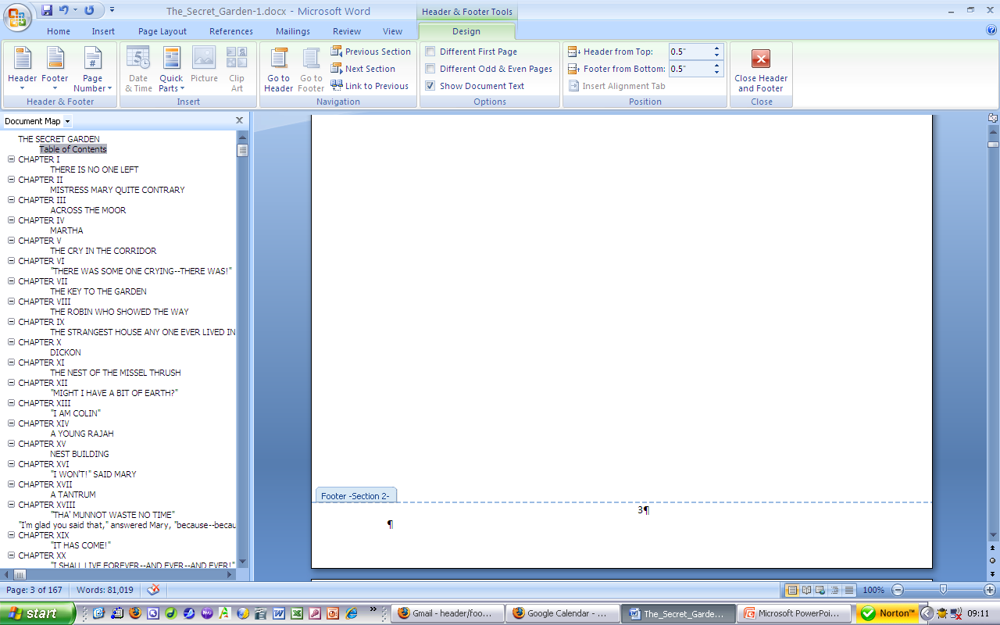 The_Secret_Garden-1.docx - Microsoft Word
Header & Footer Tools
Home Insert Page Layout References Mailings Review View Design
Header
Footer
Page Number
Header & Footer
Date & Time
Quick Parts
Picture
Clip Art
Insert
Go to Header
Go to Footer
Previous Section
Next Section
Link to Previous
Navigation
Different First Page
Different Odd & Even Pages
Show Document Text
Options
Header from Top: 0.5"
Footer from Bottom: 0.5"
Insert Alignment Tab
Position
Close Header and Footer
Close
Document Map
THE SECRET GARDEN
Table of Contents
CHAPTER I
THERE IS NO ONE LEFT
CHAPTER II
MISTRESS MARY QUITE CONTRARY
CHAPTER III
ACROSS THE MOOR
CHAPTER IV
MARTHA
CHAPTER V
THE CRY IN THE CORRIDOR
CHAPTER VI
"THERE WAS SOME ONE CRYING--THERE WAS!"
CHAPTER VII
THE KEY TO THE GARDEN
CHAPTER VIII
THE ROBIN WHO SHOWED THE WAY
CHAPTER IX
THE STRANGEST HOUSE ANY ONE EVER LIVED IN
CHAPTER X
DICKON
CHAPTER XI
THE NEST OF THE MISSEL THRUSH
CHAPTER XII
"MIGHT I HAVE A BIT OF EARTH?"
CHAPTER XIII
"I AM COLIN"
CHAPTER XIV
A YOUNG RAJAH
CHAPTER XV
NEST BUILDING
CHAPTER XVI
"I WON'T!" SAID MARY
CHAPTER XVII
A TANTRUM
CHAPTER XVIII
"THA' MUNNOT WASTE NO TIME"
"I'm glad you said that," answered Mary, "because--becau
CHAPTER XIX
"IT HAS COME!"
CHAPTER XX
"I SHALL LIVE FOREVER--AND EVER--AND EVER!"
Footer -Section 2-
3¶
¶
Page: 3 of 167 Words: 81,019 100%
start
Gmail - header/foo...
Google Calendar - ...
The_Secret_Garde...
Microsoft PowerPoi...
Norton™
09:11